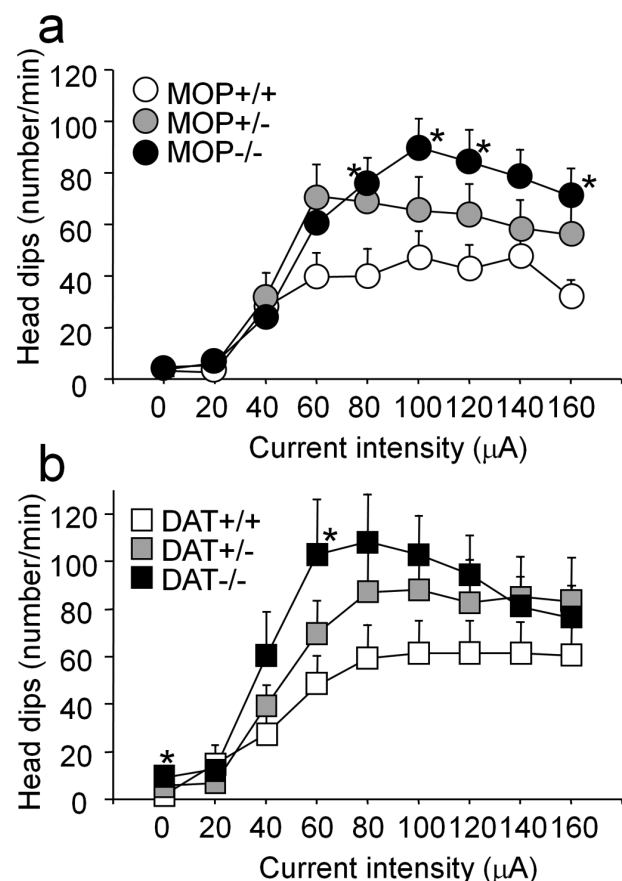 a
Head dips (number/min)
120
100
80
60
40
20
0
MOP+/+
MOP+/-
MOP-/-
*
*
*
*
0 20 40 60 80 100 120 140 160
Current intensity (μA)
b
Head dips (number/min)
120
100
80
60
40
20
0
DAT+/+
DAT+/-
DAT-/-
*
*
0 20 40 60 80 100 120 140 160
Current intensity (μA)